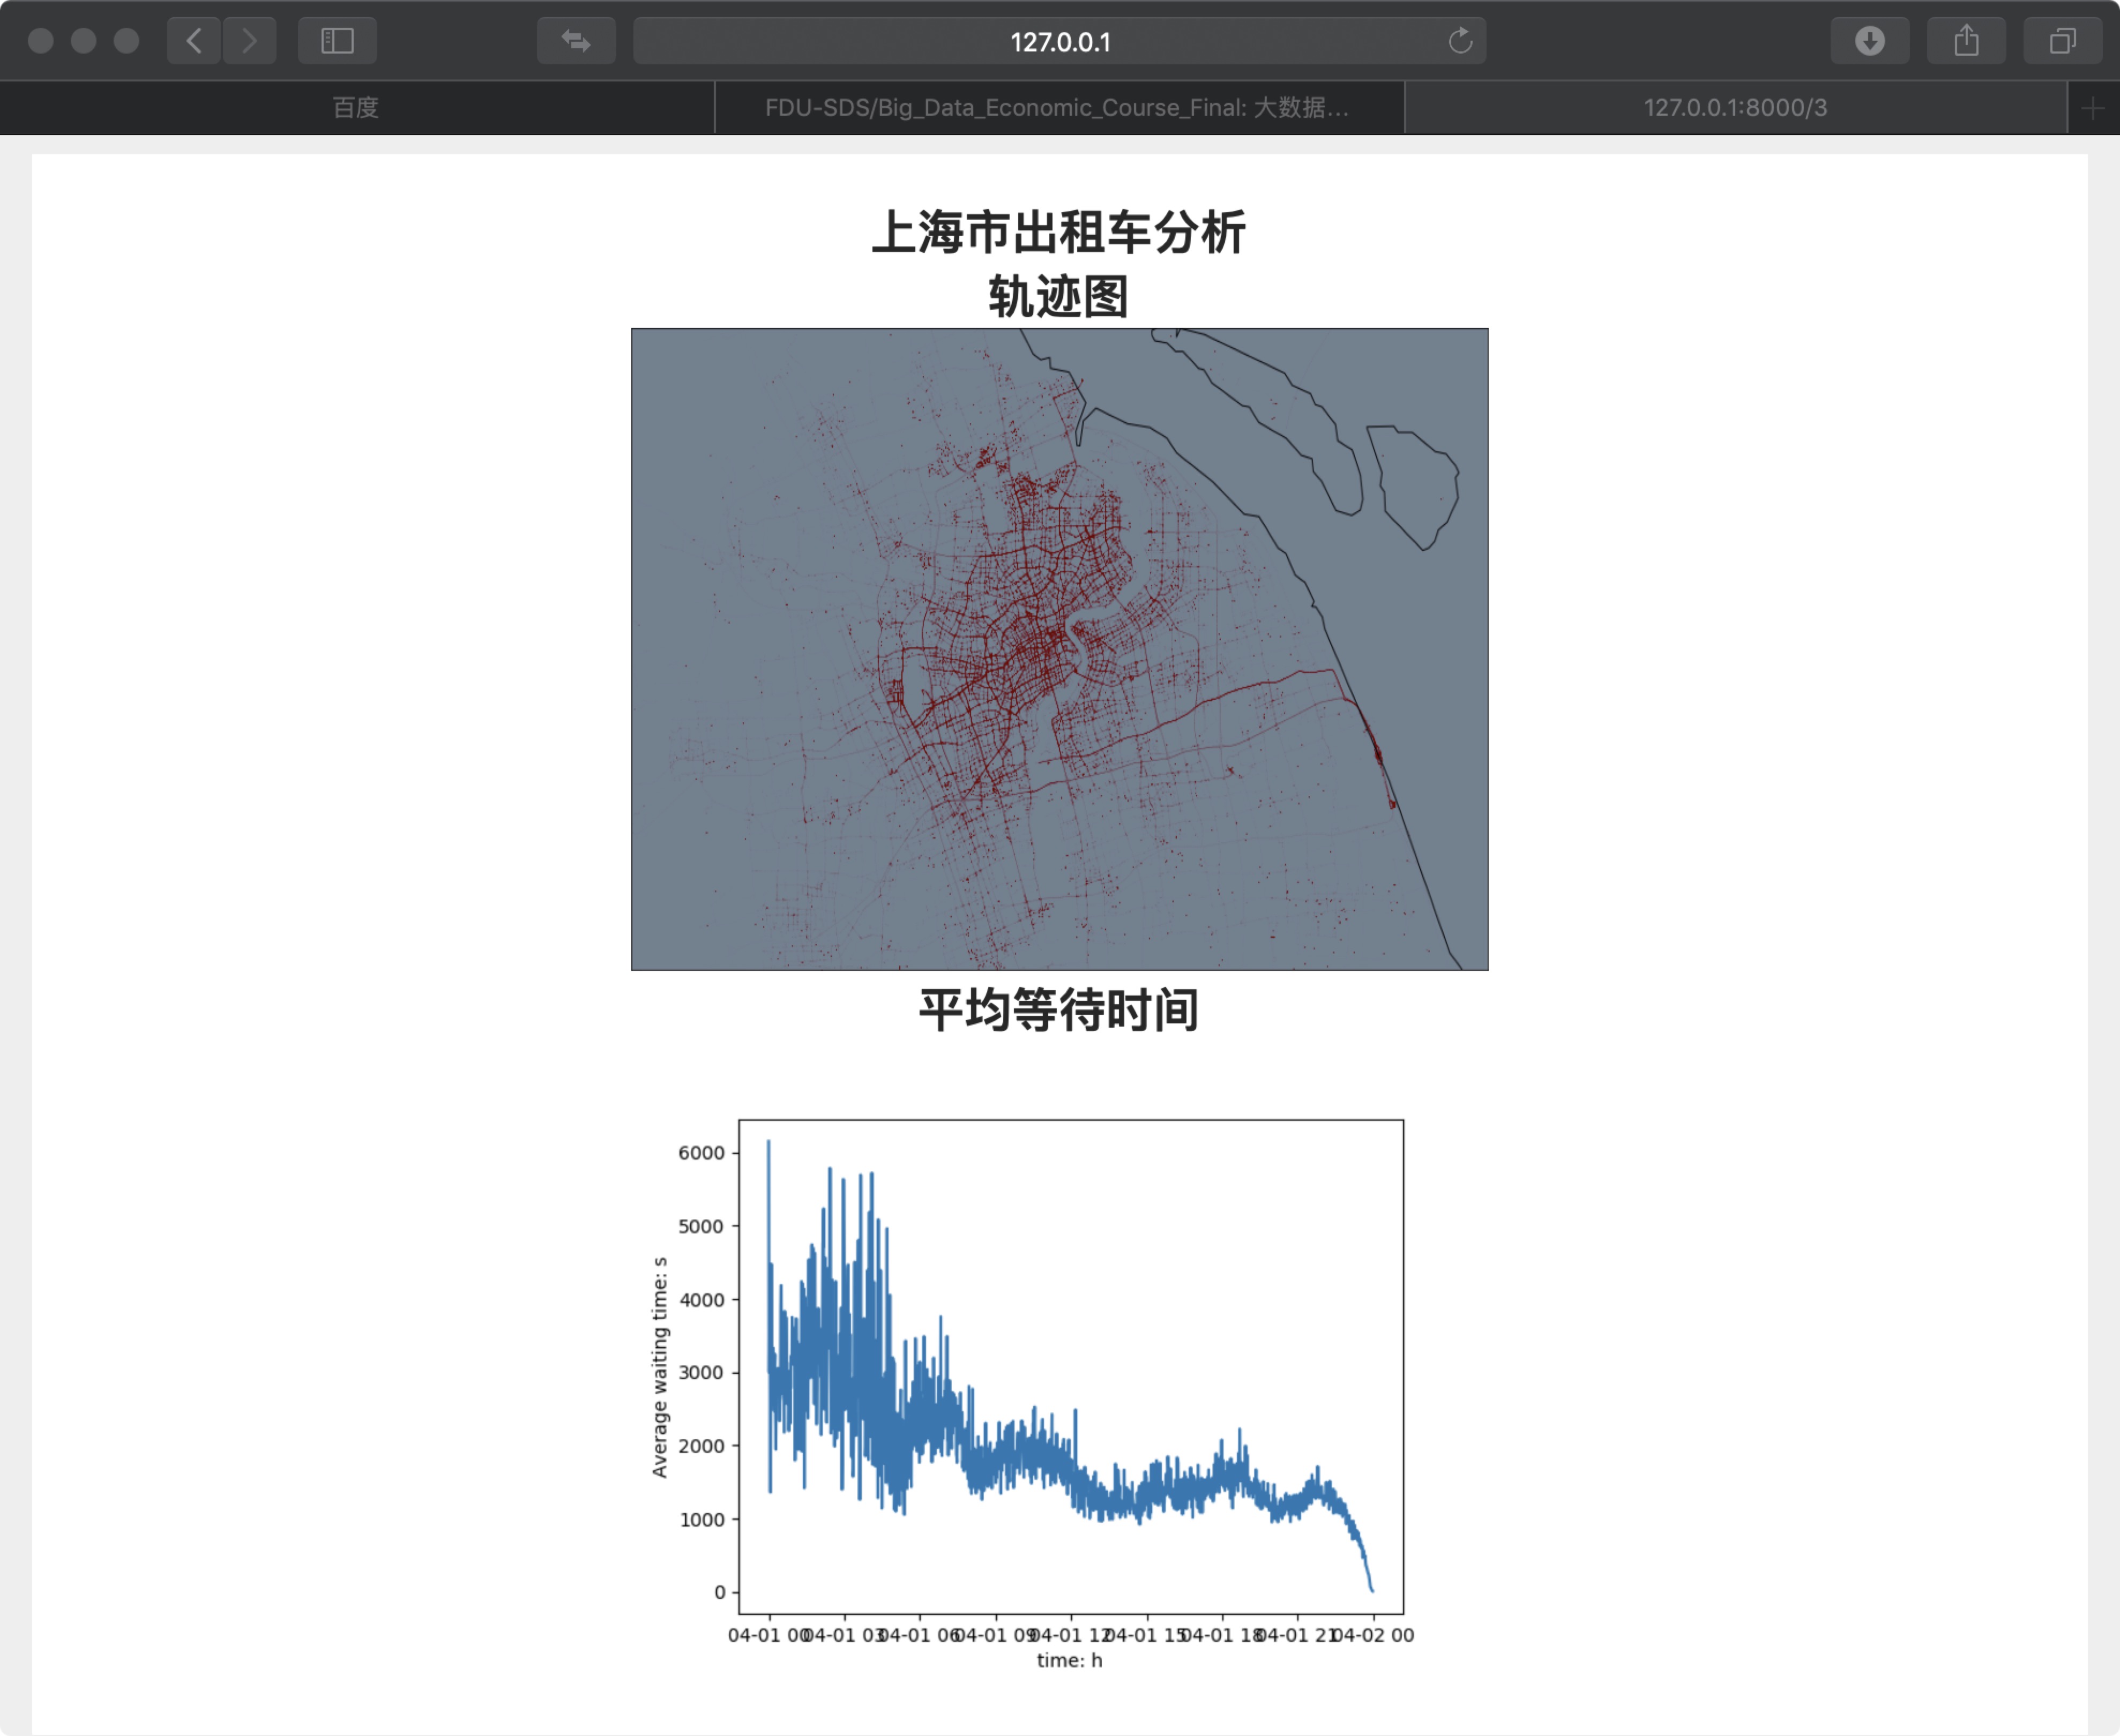 127.0.0.1
百度
FDU-SDS/Big_Data_Economic_Course_Final: 大数据...
127.0.0.1:8000/3
上海市出租车分析
轨迹图
平均等待时间
6000
5000
4000
3000
2000
1000
0
Average waiting time: s
04-01 00 04-01 03 04-01 06 04-01 09 04-01 12 04-01 15 04-01 18 04-01 21 04-02 00
time: h